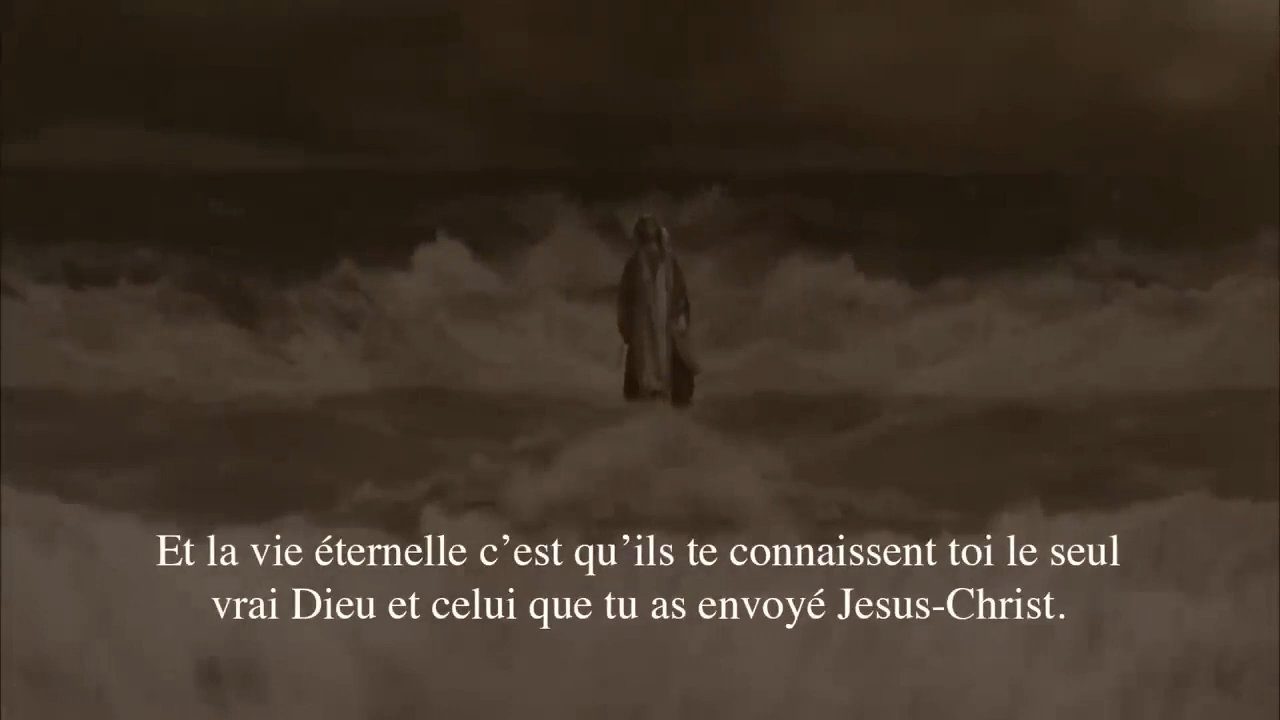 Et la vie éternelle c’est qu’ils te connaissent toi le seul
vrai Dieu et celui que tu as envoyé Jesus-Christ.